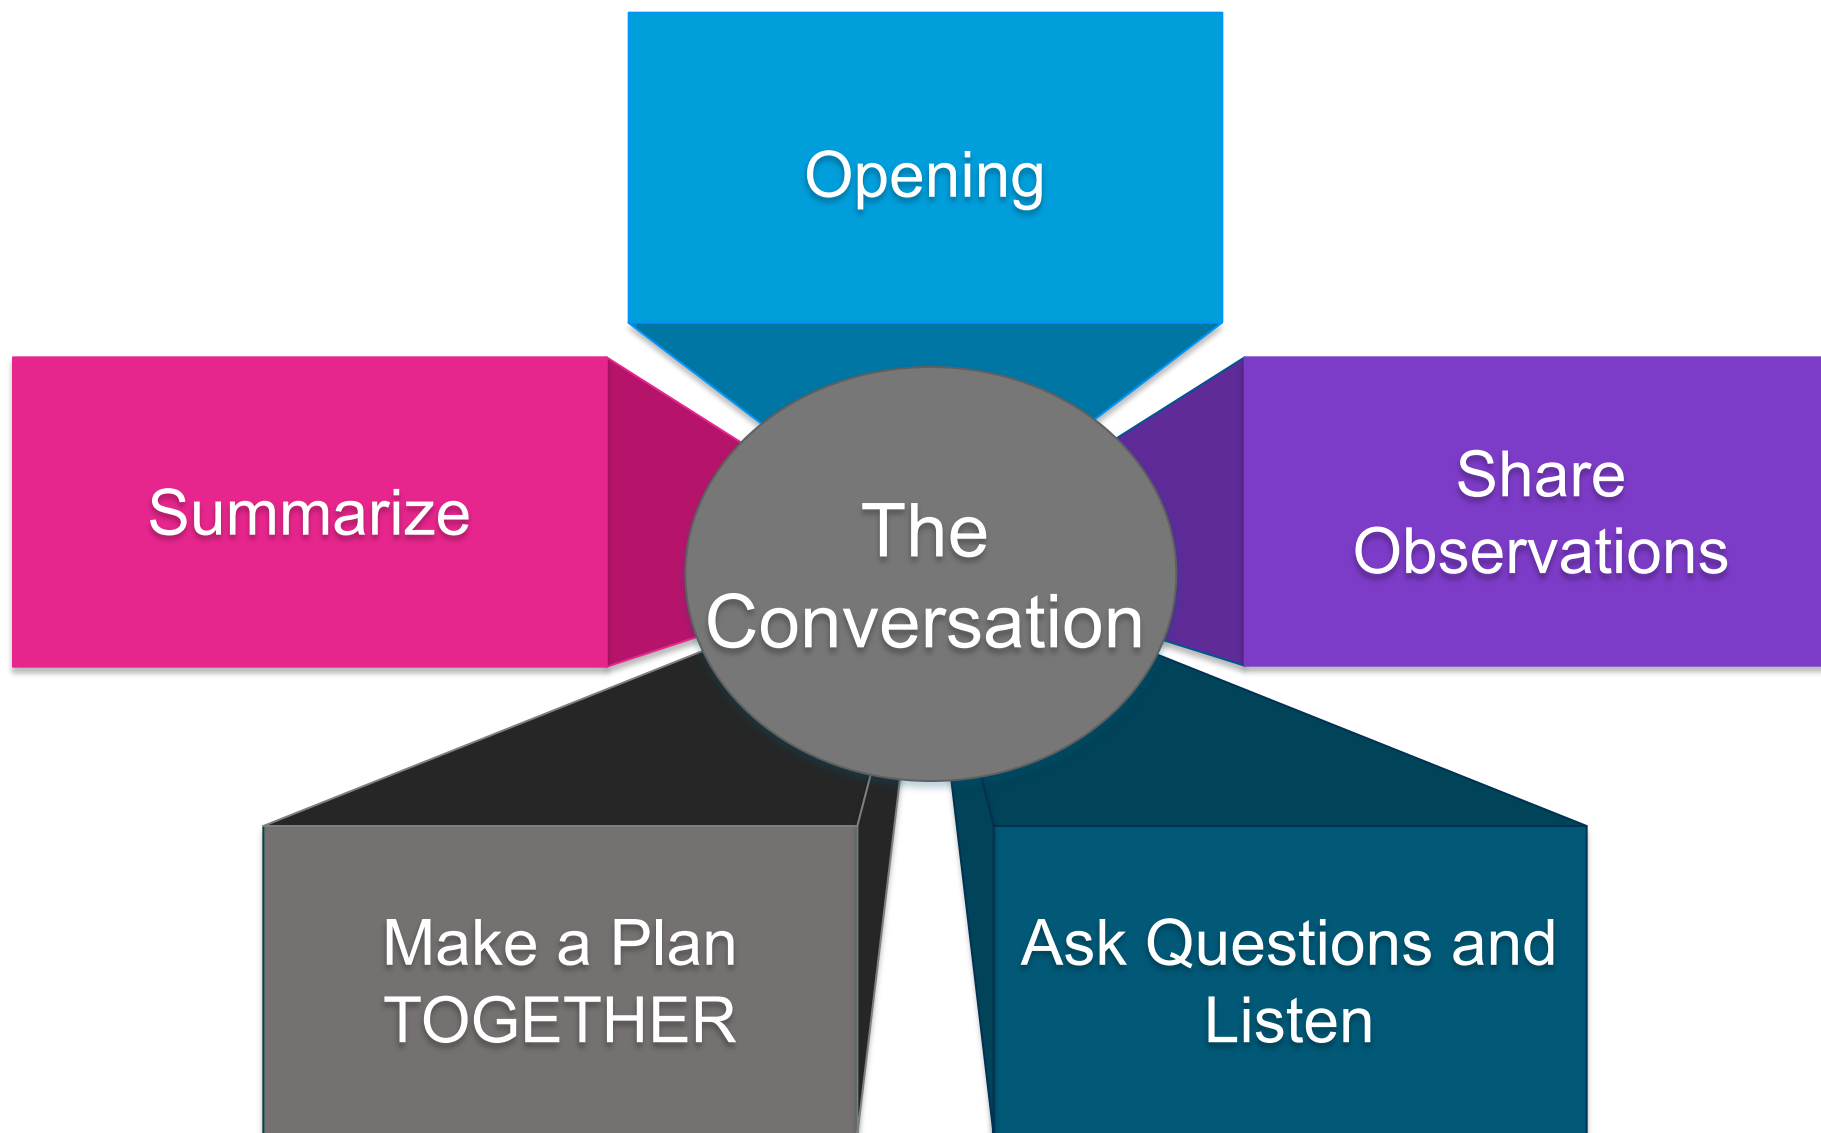 Opening
Share
Observations
Ask Questions and
Listen
Make a Plan
TOGETHER
Summarize
The
Conversation